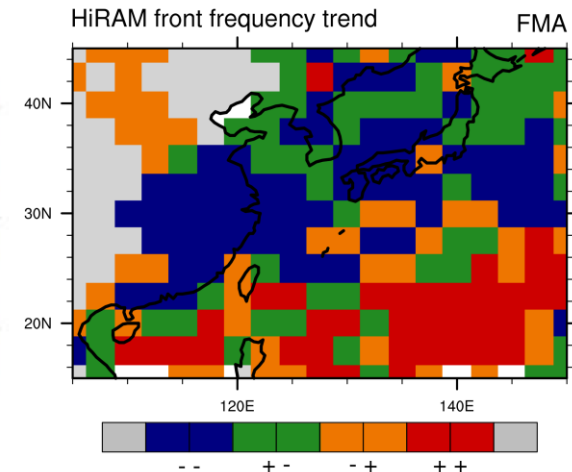 HiRAM front frequency trend FMA
40N
30N
20N
120E 140E
- - + - - + + +